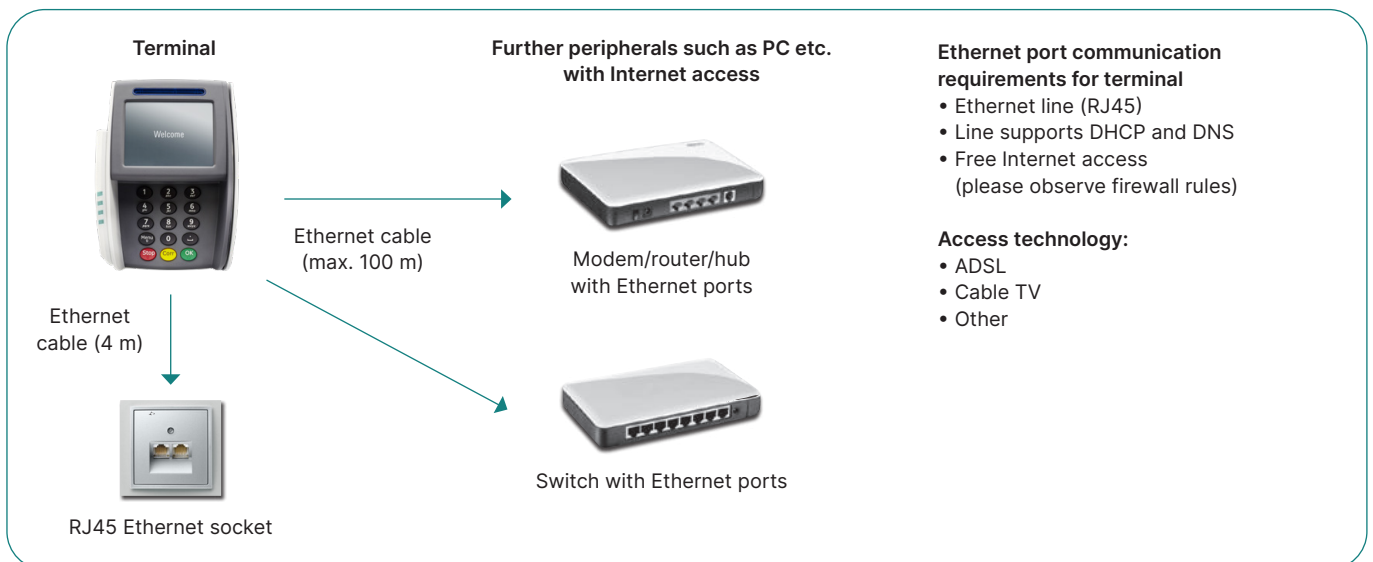 Terminal
Welcome
1 2 3
4 5 6
7 8 9
Menu 0
Stop Corr OK
Ethernet
cable (4 m)
RJ45 Ethernet socket
Ethernet cable
(max. 100 m)
Further peripherals such as PC etc.
with Internet access
Modem/router/hub
with Ethernet ports
Switch with Ethernet ports
Ethernet port communication
requirements for terminal
• Ethernet line (RJ45)
• Line supports DHCP and DNS
• Free Internet access
(please observe firewall rules)
Access technology:
• ADSL
• Cable TV
• Other